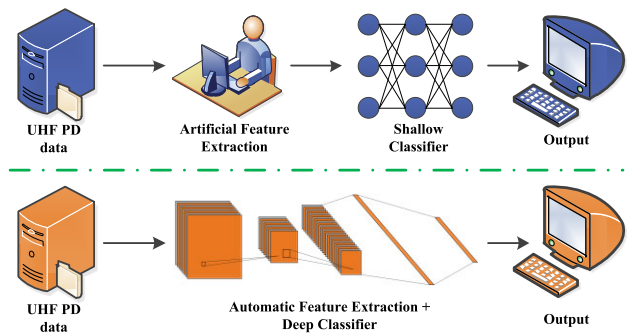 UHF PD
data
Artificial Feature
Extraction
Shallow
Classifier
Output
UHF PD
data
Automatic Feature Extraction +
Deep Classifier
Output